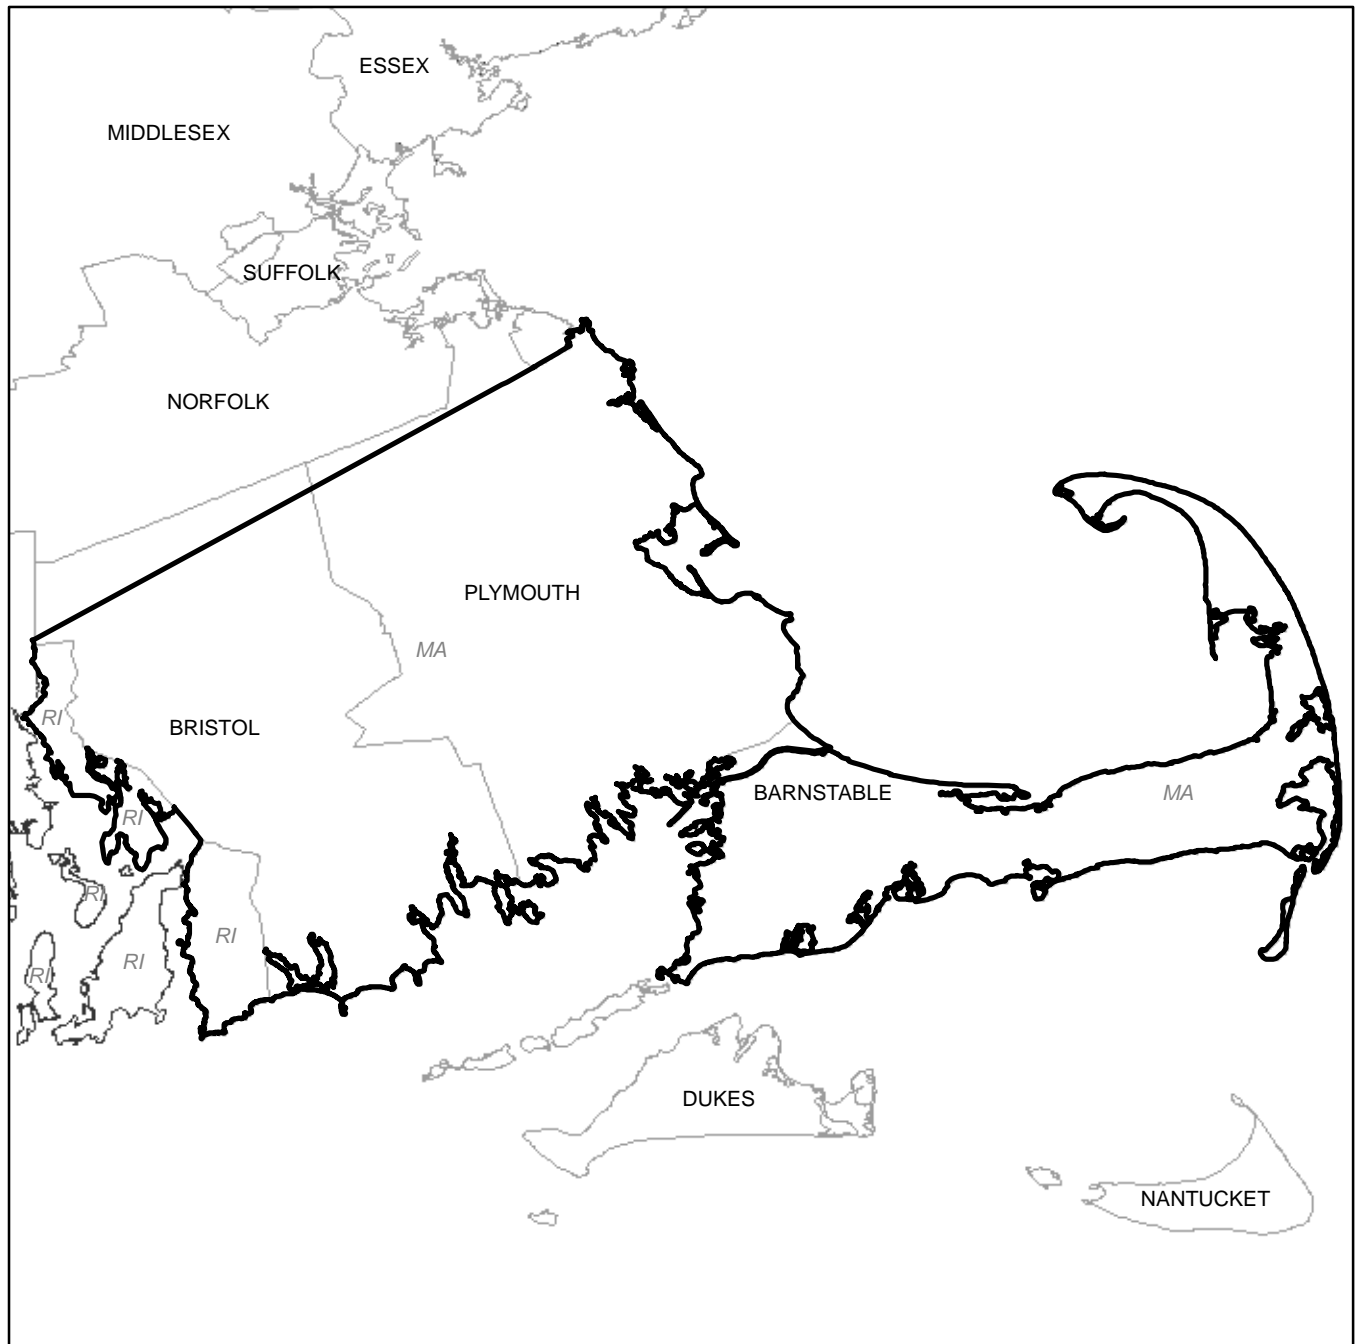 ESSEX
MIDDLESEX
SUFFOLK
NORFOLK
PLYMOUTH
MA
RI
BRISTOL
BARNSTABLE
MA
RI
RI
RI
RI
RI
DUKES
NANTUCKET